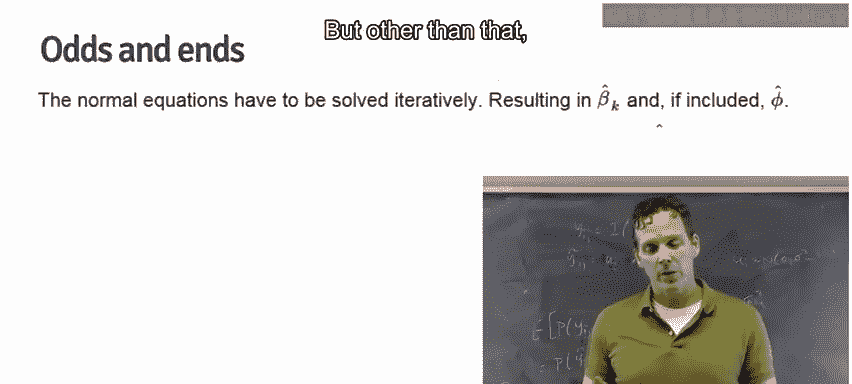 But other than that,
Odds and ends
The normal equations have to be solved iteratively. Resulting in β̂ₖ and, if included, ϕ̂.